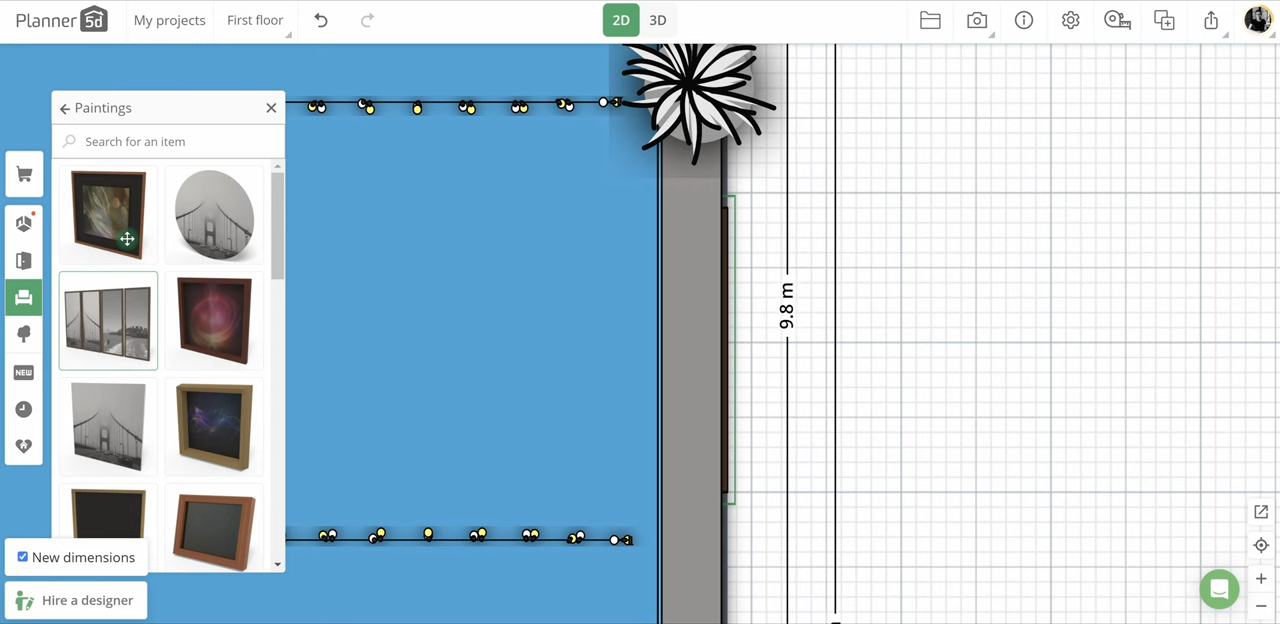 Planner 5d
My projects
First floor
2D
3D
Paintings
Search for an item
NEW
New dimensions
Hire a designer
9.8 m